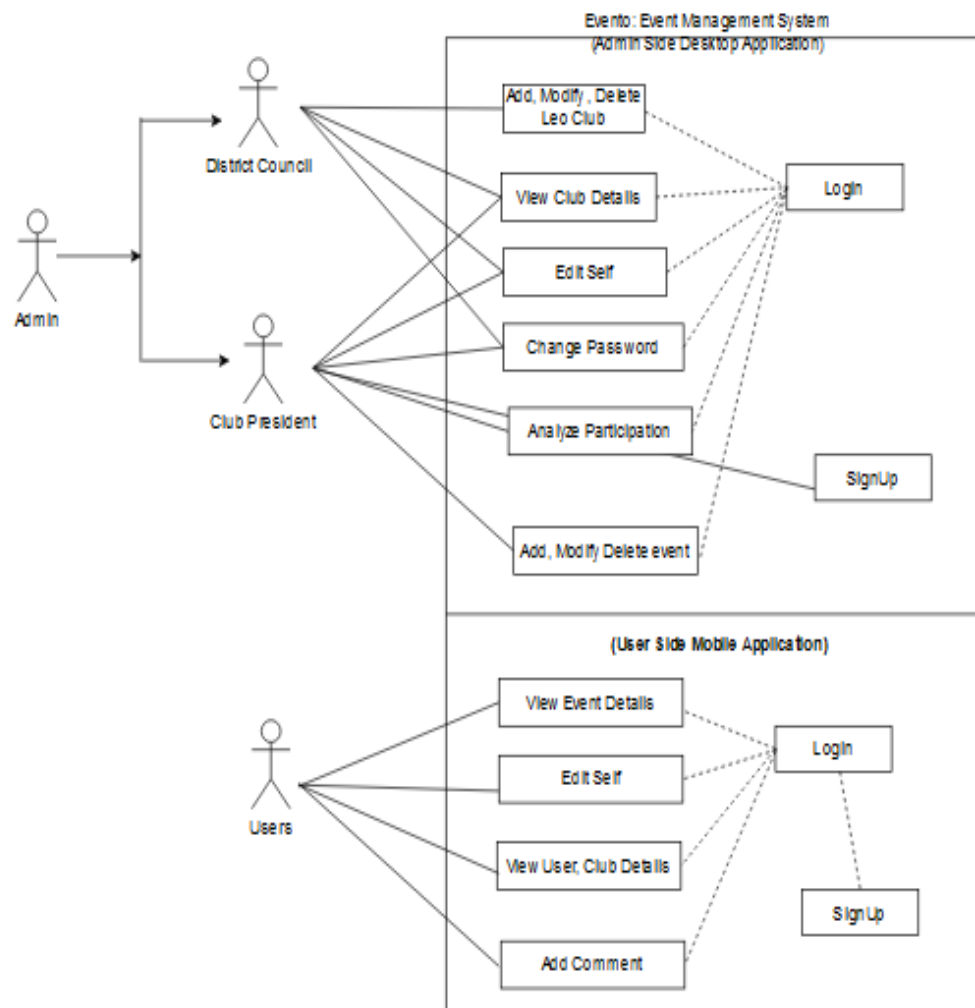 Evento: Event Management System
(Admin Side Desktop Application)
Add, Modify , Delete
Leo Club
District Council
View Club Details
Login
Admin
Edit Self
Change Password
Club President
Analyze Participation
SignUp
Add, Modify Delete event
(User Side Mobile Application)
View Event Details
Login
Edit Self
Users
View User, Club Details
SignUp
Add Comment